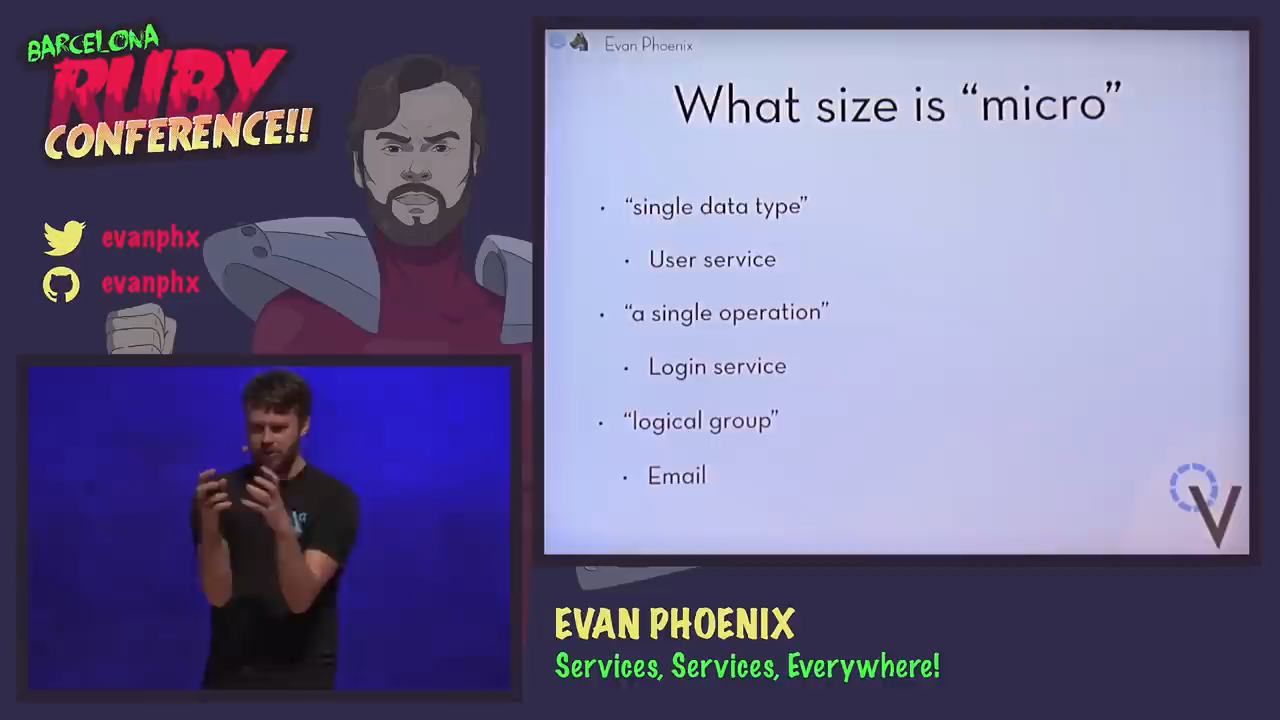 BARCELONA
RUBY
CONFERENCE!!
evanphx
evanphx
Evan Phoenix
What size is “micro”
· “single data type”
· User service
· “a single operation”
· Login service
· “logical group”
· Email
V
EVAN PHOENIX
Services, Services, Everywhere!